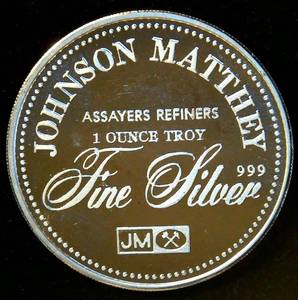 JOHNSON MATTHEY
ASSAYERS REFINERS
1 OUNCE TROY
Fine Silver 999
JM